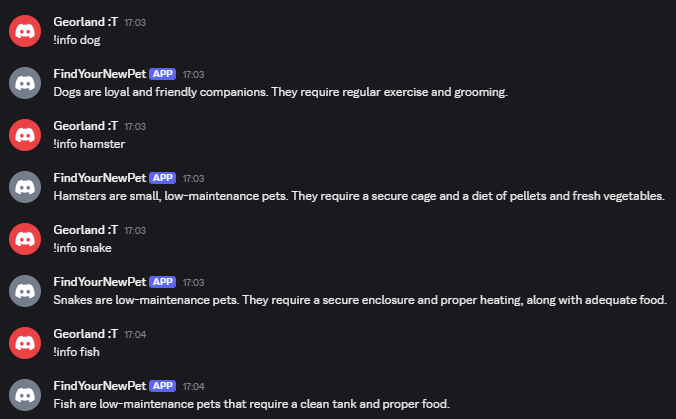 Georland :T 17:03
!info dog
FindYourNewPet APP 17:03
Dogs are loyal and friendly companions. They require regular exercise and grooming.
Georland :T 17:03
!info hamster
FindYourNewPet APP 17:03
Hamsters are small, low-maintenance pets. They require a secure cage and a diet of pellets and fresh vegetables.
Georland :T 17:03
!info snake
FindYourNewPet APP 17:03
Snakes are low-maintenance pets. They require a secure enclosure and proper heating, along with adequate food.
Georland :T 17:04
!info fish
FindYourNewPet APP 17:04
Fish are low-maintenance pets that require a clean tank and proper food.